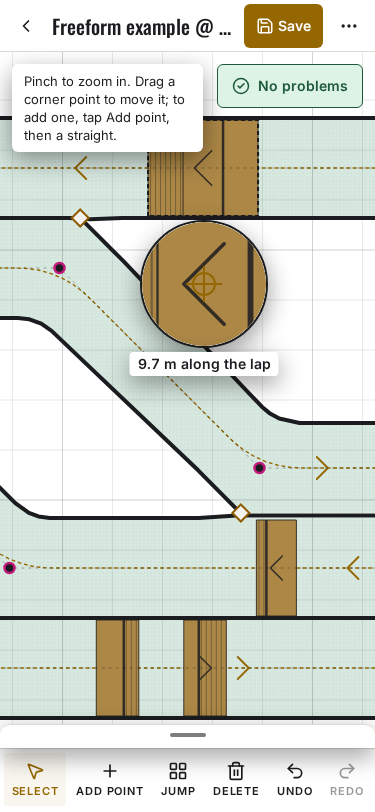 Freeform example @ ...
Save
Pinch to zoom in. Drag a
corner point to move it; to
add one, tap Add point,
then a straight.
No problems
9.7 m along the lap
SELECT
ADD POINT
JUMP
DELETE
UNDO
REDO